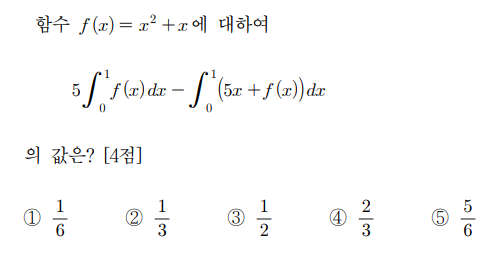 함수 f(x) = x² + x에 대하여
5∫₀¹ f(x)dx − ∫₀¹ (5x + f(x))dx
의 값은? [4점]
① 1/6 ② 1/3 ③ 1/2 ④ 2/3 ⑤ 5/6